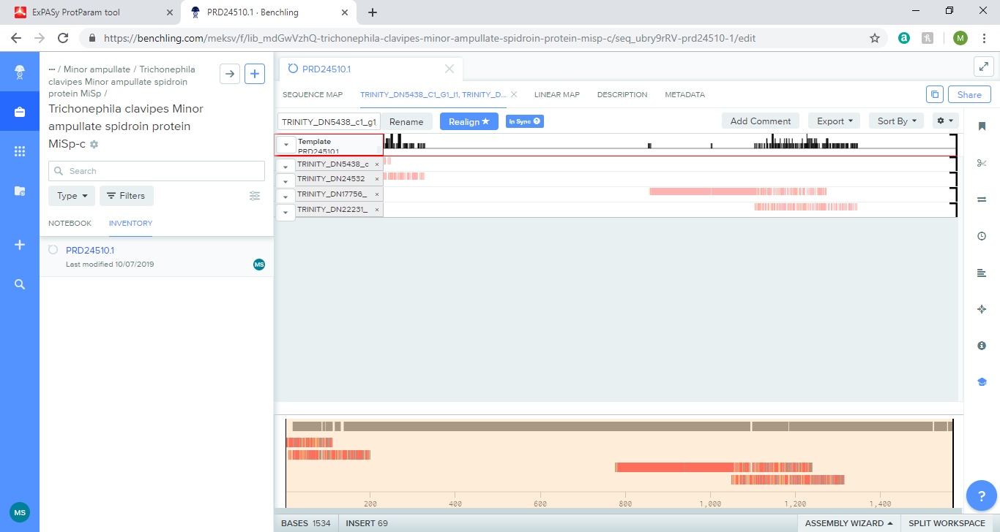 ExPASy ProtParam tool
PRD24510.1 · Benchling
https://benchling.com/meksv/f/lib_mdGwVzhQ-trichonephila-clavipes-minor-ampullate-spidroin-protein-misp-c/seq_ubry9rRV-prd24510-1/edit
a
M
··· / Minor ampullate / Trichonephila
clavipes Minor ampullate spidroin
protein MiSp /
Trichonephila clavipes Minor
ampullate spidroin protein
MiSp-c
Search
Type
Filters
NOTEBOOK INVENTORY
PRD24510.1
Last modified 10/07/2019
MS
MS
PRD24510.1
SEQUENCE MAP TRINITY_DN5438_C1_G1_I1, TRINITY_D... LINEAR MAP DESCRIPTION METADATA
Share
TRINITY_DN5438_c1_g1_ Rename Realign In Sync ? Add Comment Export Sort By
Template
PRD24510.1
TRINITY_DN5438_c ×
TRINITY_DN24532 ×
TRINITY_DN17756_ ×
TRINITY_DN22231_ ×
200 400 600 800 1,000 1,200 1,400
?
BASES 1534 INSERT 69 ASSEMBLY WIZARD SPLIT WORKSPACE